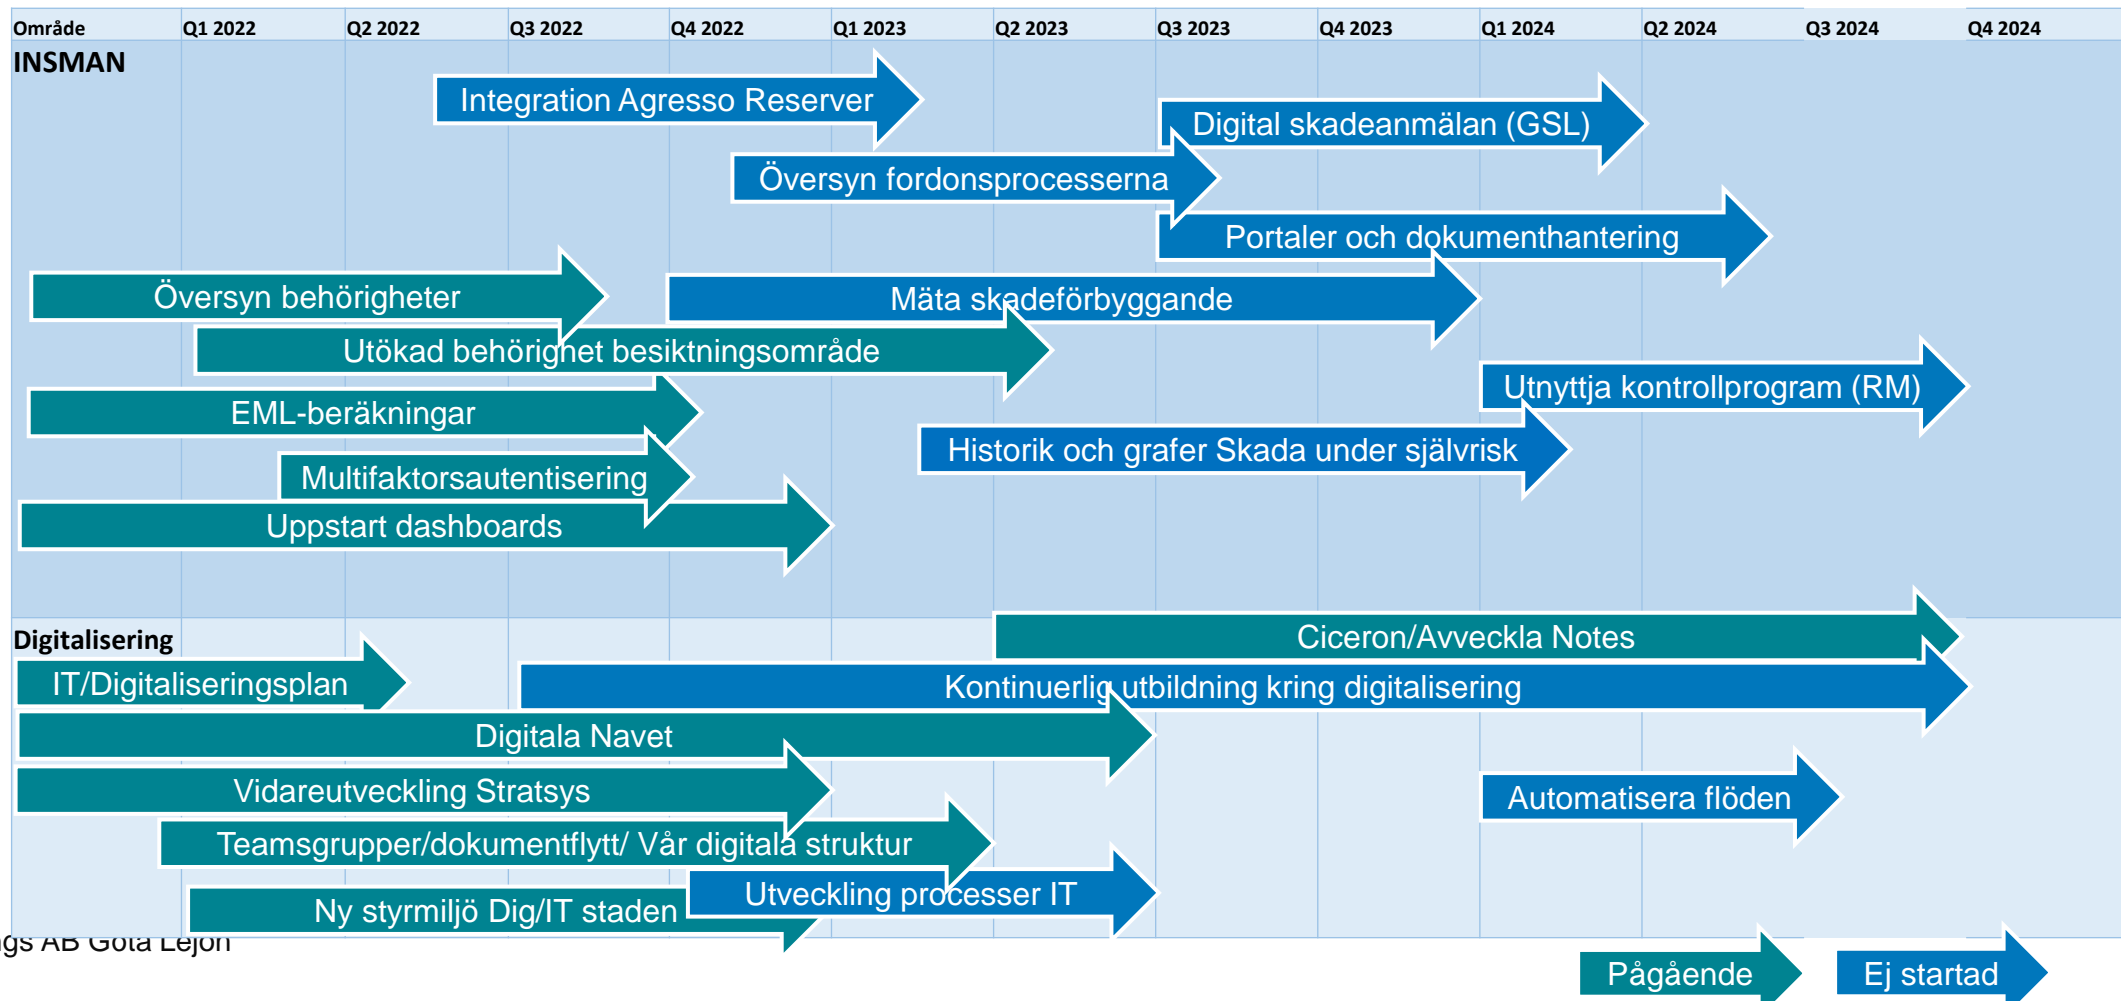 Område Q1 2022 Q2 2022 Q3 2022 Q4 2022 Q1 2023 Q2 2023 Q3 2023 Q4 2023 Q1 2024 Q2 2024 Q3 2024 Q4 2024
INSMAN
Integration Agresso Reserver
Digital skadeanmälan (GSL)
Översyn fordonsprocesserna
Portaler och dokumenthantering
Översyn behörigheter
Mäta skadeförbyggande
Utökad behörighet besiktningsområde
Utnyttja kontrollprogram (RM)
EML-beräkningar
Historik och grafer Skada under självrisk
Multifaktorsautentisering
Uppstart dashboards
Digitalisering
Ciceron/Avveckla Notes
IT/Digitaliseringsplan
Kontinuerlig utbildning kring digitalisering
Digitala Navet
Vidareutveckling Stratsys
Automatisera flöden
Teamsgrupper/dokumentflytt/ Vår digitala struktur
Utveckling processer IT
Ny styrmiljö Dig/IT staden
AB Göta Lejon
Pågående
Ej startad